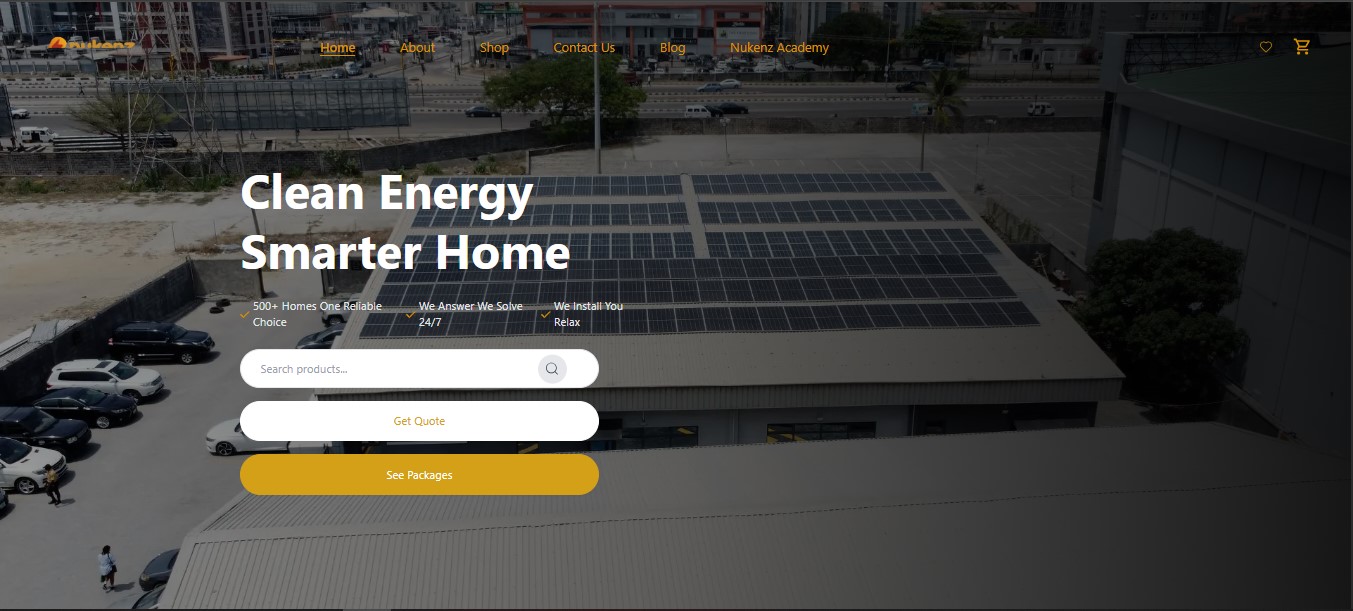 nukenz
Home About Shop Contact Us Blog Nukenz Academy
Clean Energy
Smarter Home
500+ Homes One Reliable
Choice
We Answer We Solve
24/7
We Install You
Relax
Search products...
Get Quote
See Packages